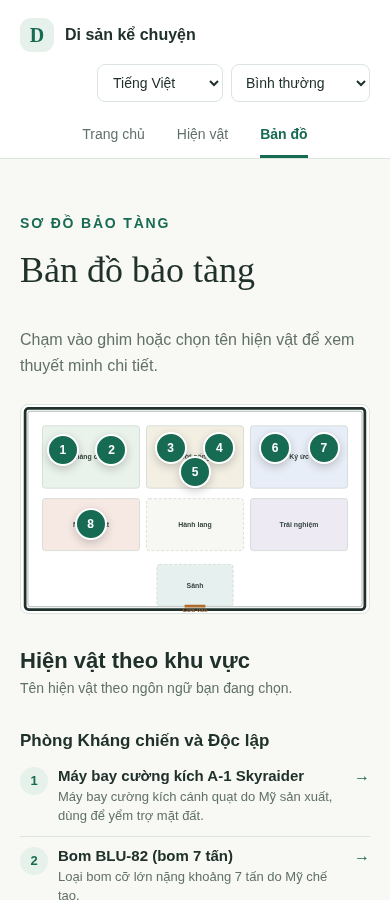 D Di sản kể chuyện
Tiếng Việt Bình thường
Trang chủ Hiện vật Bản đồ
SƠ ĐỒ BẢO TÀNG
Bản đồ bảo tàng
Chạm vào ghim hoặc chọn tên hiện vật để xem
thuyết minh chi tiết.
1 2 3 4 5 6 7
8 Hành lang Trải nghiệm
Sảnh
Hiện vật theo khu vực
Tên hiện vật theo ngôn ngữ bạn đang chọn.
Phòng Kháng chiến và Độc lập
1 Máy bay cường kích A-1 Skyraider →
Máy bay cường kích cánh quạt do Mỹ sản xuất,
dùng để yểm trợ mặt đất.
2 Bom BLU-82 (bom 7 tấn) →
Loại bom cỡ lớn nặng khoảng 7 tấn do Mỹ chế
tạo.